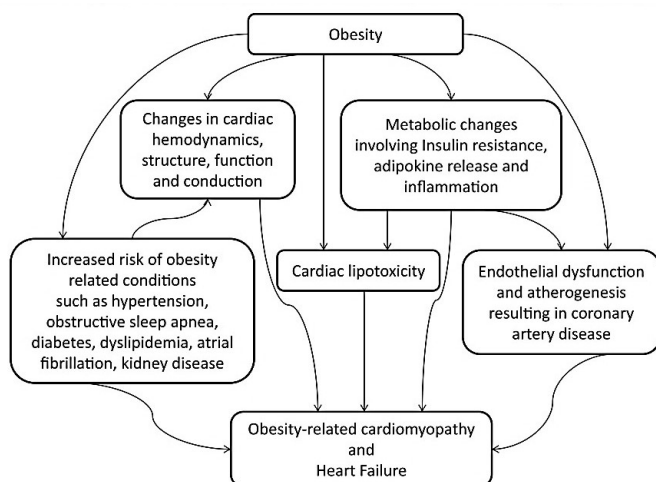 Obesity
Changes in cardiac
hemodynamics,
structure, function
and conduction
Metabolic changes
involving Insulin resistance,
adipokine release and
inflammation
Increased risk of obesity
related conditions
such as hypertension,
obstructive sleep apnea,
diabetes, dyslipidemia, atrial
fibrillation, kidney disease
Cardiac lipotoxicity
Endothelial dysfunction
and atherogenesis
resulting in coronary
artery disease
Obesity-related cardiomyopathy
and
Heart Failure